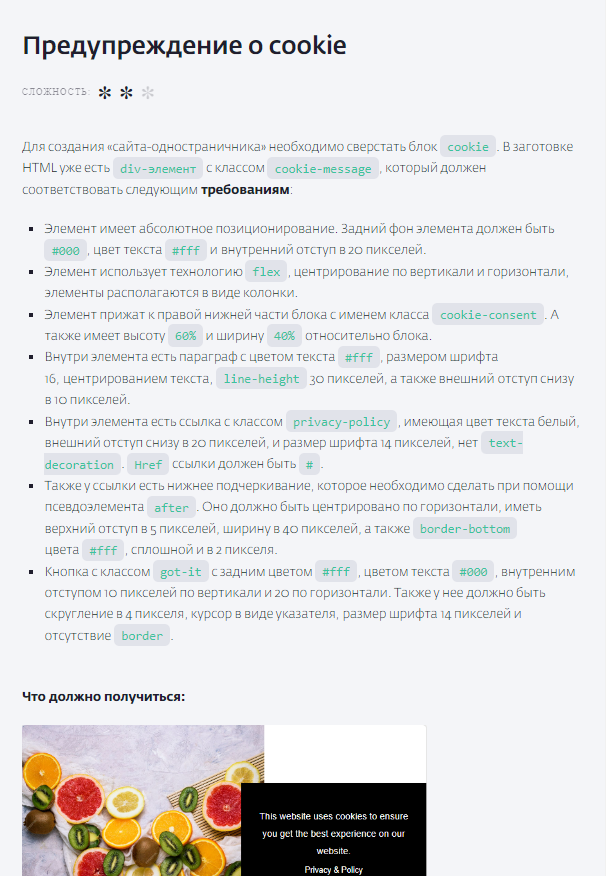 Предупреждение о cookie
СЛОЖНОСТЬ:
Для создания «сайта-одностраничника» необходимо сверстать блок cookie . В заготовке
HTML уже есть div-элемент с классом cookie-message , который должен
соответствовать следующим требованиям:
Элемент имеет абсолютное позиционирование. Задний фон элемента должен быть
#000 , цвет текста #fff и внутренний отступ в 20 пикселей.
Элемент использует технологию flex , центрирование по вертикали и горизонтали,
элементы располагаются в виде колонки.
Элемент прижат к правой нижней части блока с именем класса cookie-consent . А
также имеет высоту 60% и ширину 40% относительно блока.
Внутри элемента есть параграф с цветом текста #fff , размером шрифта
16, центрированием текста, line-height 30 пикселей, а также внешний отступ снизу
в 10 пикселей.
Внутри элемента есть ссылка с классом privacy-policy , имеющая цвет текста белый,
внешний отступ снизу в 20 пикселей, и размер шрифта 14 пикселей, нет text-
decoration . Href ссылки должен быть # .
Также у ссылки есть нижнее подчеркивание, которое необходимо сделать при помощи
псевдоэлемента after . Оно должно быть центрировано по горизонтали, иметь
верхний отступ в 5 пикселей, ширину в 40 пикселей, а также border-bottom
цвета #fff , сплошной и в 2 пикселя.
Кнопка с классом got-it с задним цветом #fff , цветом текста #000 , внутренним
отступом 10 пикселей по вертикали и 20 по горизонтали. Также у нее должно быть
скругление в 4 пикселя, курсор в виде указателя, размер шрифта 14 пикселей и
отсутствие border .
Что должно получиться:
This website uses cookies to ensure
you get the best experience on our
website.
Privacy & Policy